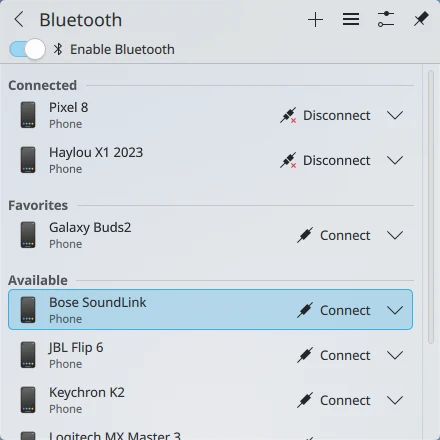 Bluetooth
Enable Bluetooth
Connected
Pixel 8
Phone
Disconnect
Haylou X1 2023
Phone
Disconnect
Favorites
Galaxy Buds2
Phone
Connect
Available
Bose SoundLink
Phone
Connect
JBL Flip 6
Phone
Connect
Keychron K2
Phone
Connect
Logitech MX Master 3